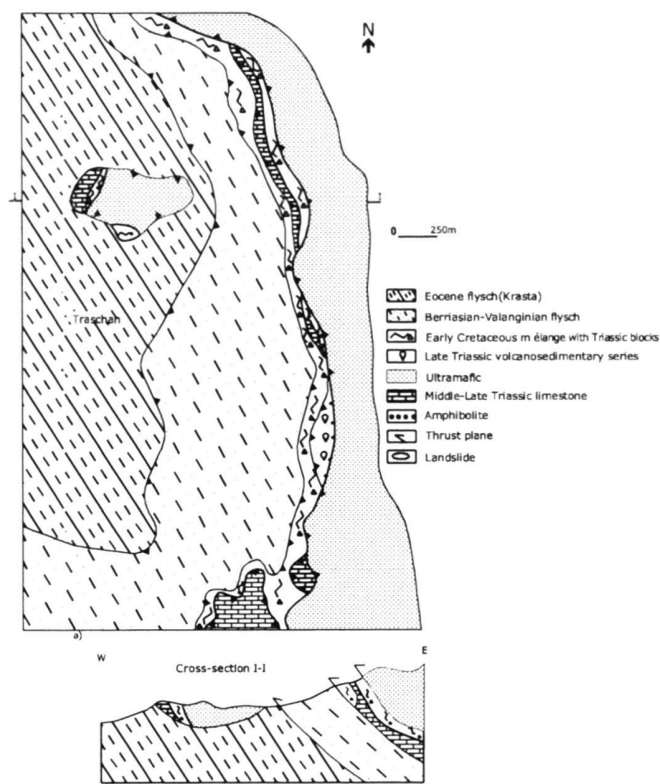 N
I
I
0 250m
Eocene flysch(Krasta)
Berriasian-Valanginian flysch
Early Cretaceous m élange with Triassic blocks
Late Triassic volcanosedimentary series
Ultramafic
Middle-Late Triassic limestone
Amphibolite
Thrust plane
Landslide
Traschah
a)
W
E
Cross-section I-I